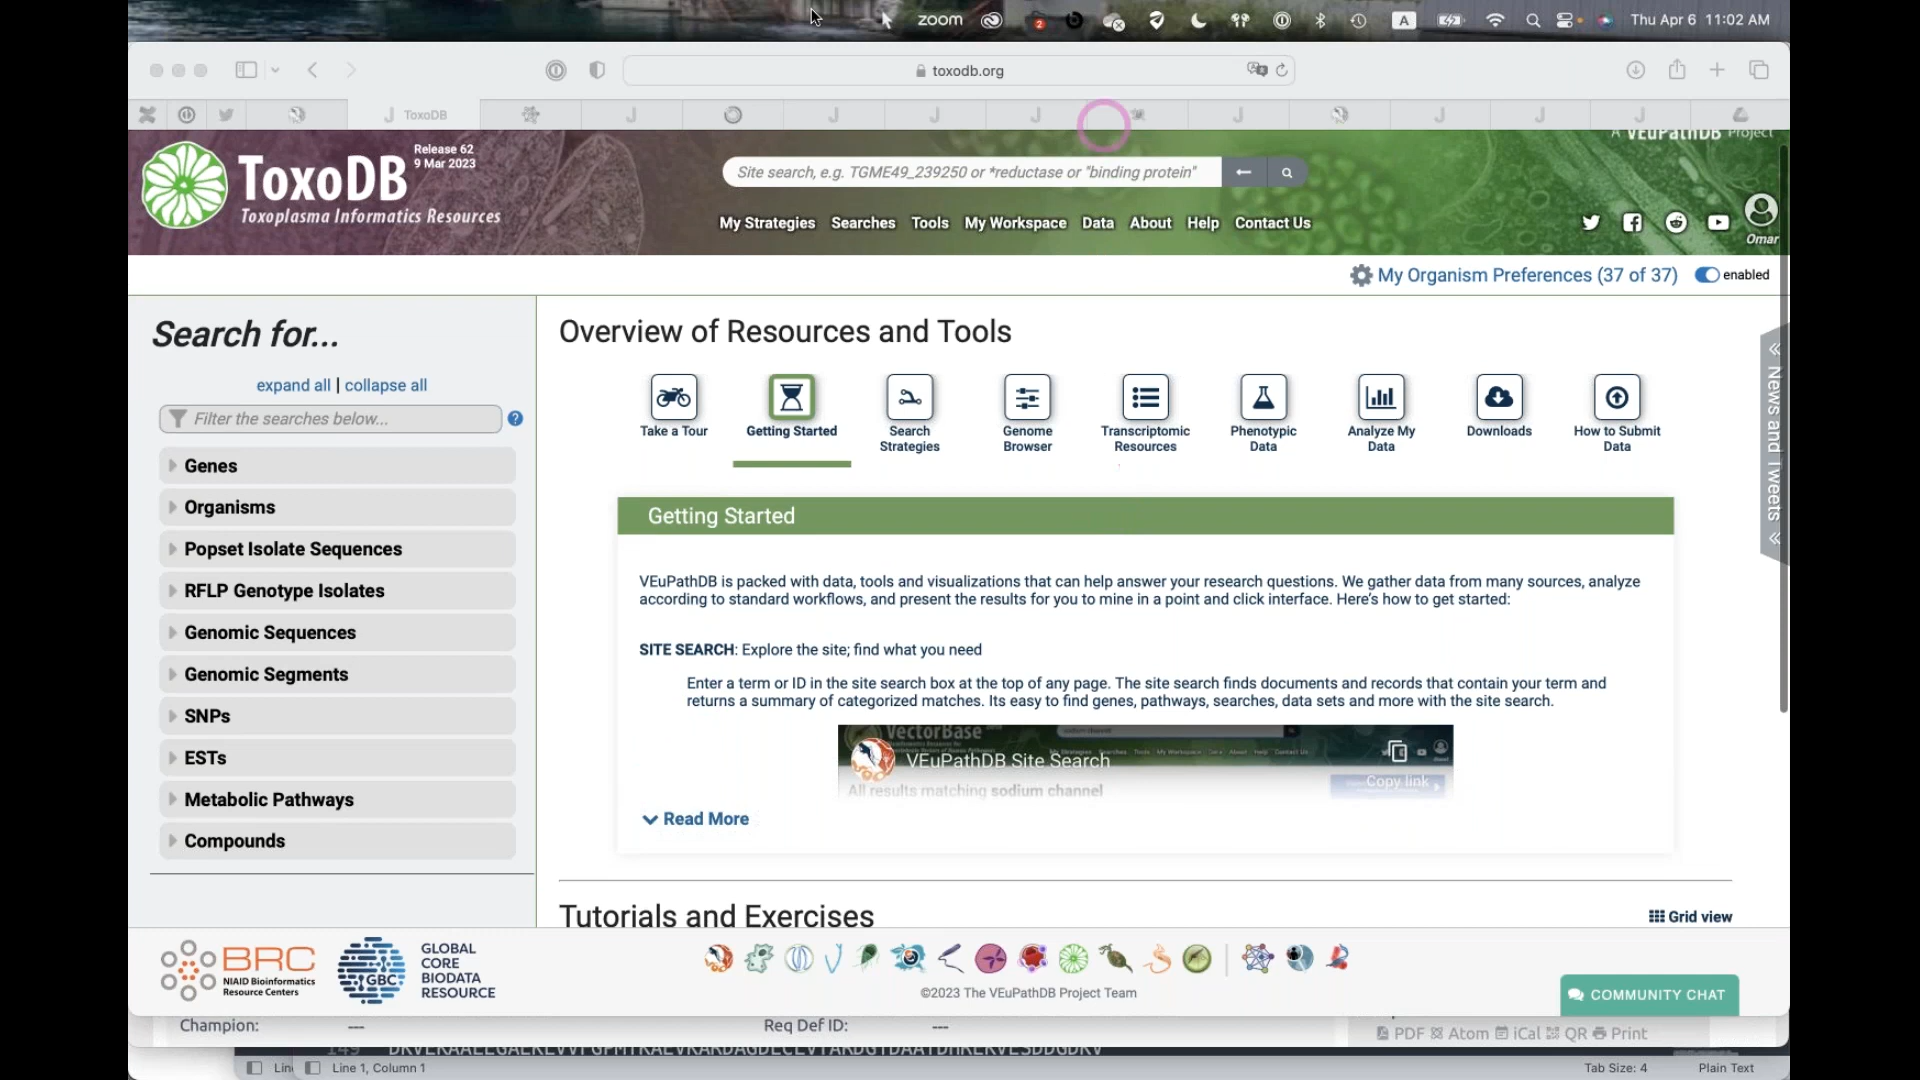 zoom
2
A
Thu Apr 6 11:02 AM
toxodb.org
ToxoDB
A VEuPathDB Project
ToxoDB
Release 62
9 Mar 2023
Toxoplasma Informatics Resources
Site search, e.g. TGME49_239250 or *reductase or "binding protein"
My Strategies Searches Tools My Workspace Data About Help Contact Us
Omar
My Organism Preferences (37 of 37)
enabled
Search for...
expand all | collapse all
Filter the searches below...
?
Genes
Organisms
Popset Isolate Sequences
RFLP Genotype Isolates
Genomic Sequences
Genomic Segments
SNPs
ESTs
Metabolic Pathways
Compounds
Overview of Resources and Tools
Take a Tour
Getting Started
Search Strategies
Genome Browser
Transcriptomic Resources
Phenotypic Data
Analyze My Data
Downloads
How to Submit Data
Getting Started
VEuPathDB is packed with data, tools and visualizations that can help answer your research questions. We gather data from many sources, analyze
according to standard workflows, and present the results for you to mine in a point and click interface. Here's how to get started:
SITE SEARCH: Explore the site; find what you need
Enter a term or ID in the site search box at the top of any page. The site search finds documents and records that contain your term and
returns a summary of categorized matches. Its easy to find genes, pathways, searches, data sets and more with the site search.
VectorBase
VEuPathDB Site Search
All results matching sodium channel
Copy link
Read More
News and Tweets
Tutorials and Exercises
Grid view
BRC
NIAID Bioinformatics
Resource Centers
GBC
GLOBAL
CORE
BIODATA
RESOURCE
©2023 The VEuPathDB Project Team
COMMUNITY CHAT
Champion: ---
Req Def ID: ---
PDF Atom iCal QR Print
149
Line 1, Column 1
Tab Size: 4
Plain Text